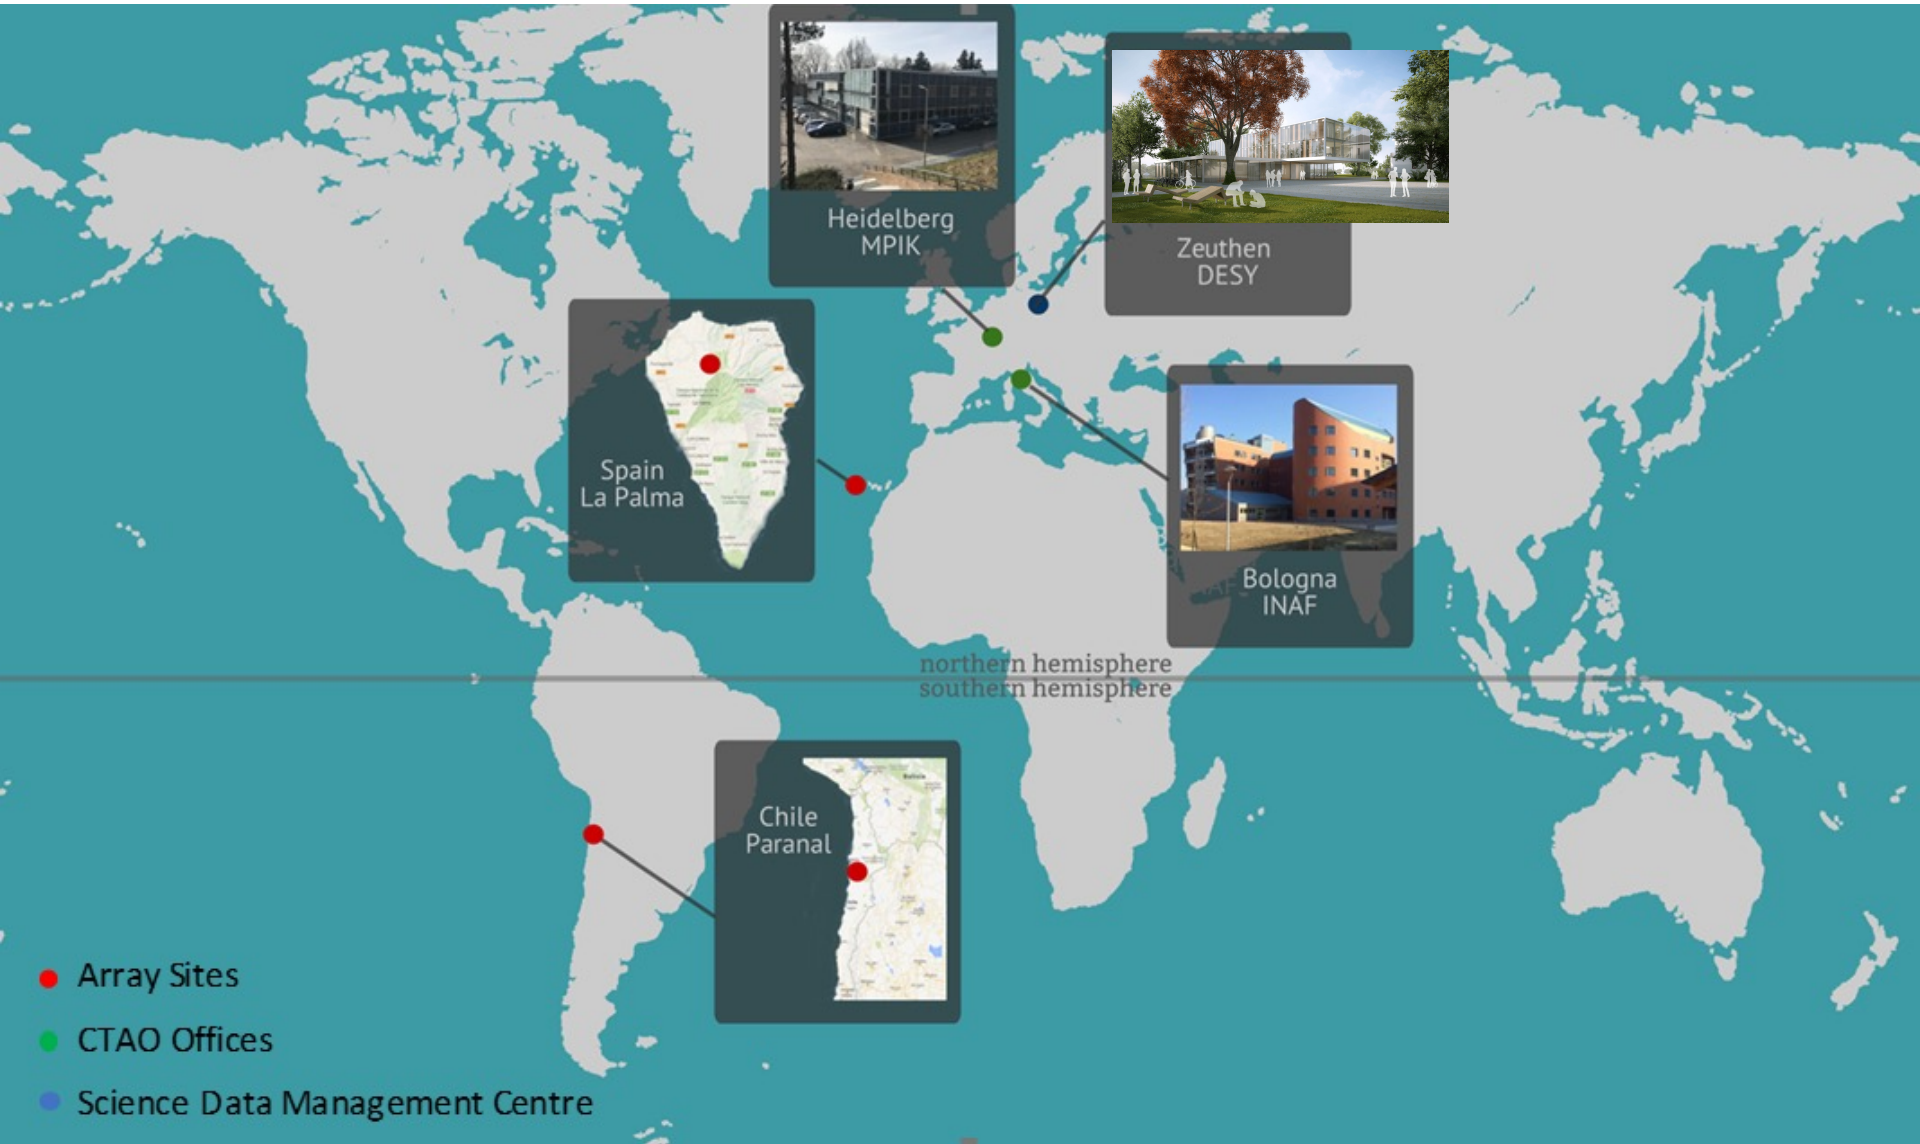 Heidelberg
MPIK
Zeuthen
DESY
Spain
La Palma
Bologna
INAF
northern hemisphere
southern hemisphere
Chile
Paranal
Array Sites
CTAO Offices
Science Data Management Centre